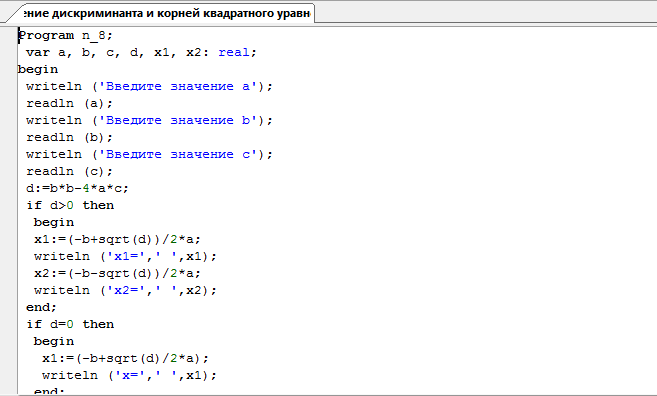 ение дискриминанта и корней квадратного уравн
Program n_8;
var a, b, c, d, x1, x2: real;
begin
writeln ('Введите значение a');
readln (a);
writeln ('Введите значение b');
readln (b);
writeln ('Введите значение c');
readln (c);
d:=b*b-4*a*c;
if d>0 then
begin
x1:=(-b+sqrt(d))/2*a;
writeln ('x1=',' ',x1);
x2:=(-b-sqrt(d))/2*a;
writeln ('x2=',' ',x2);
end;
if d=0 then
begin
x1:=(-b+sqrt(d)/2*a);
writeln ('x=',' ',x1);
end;